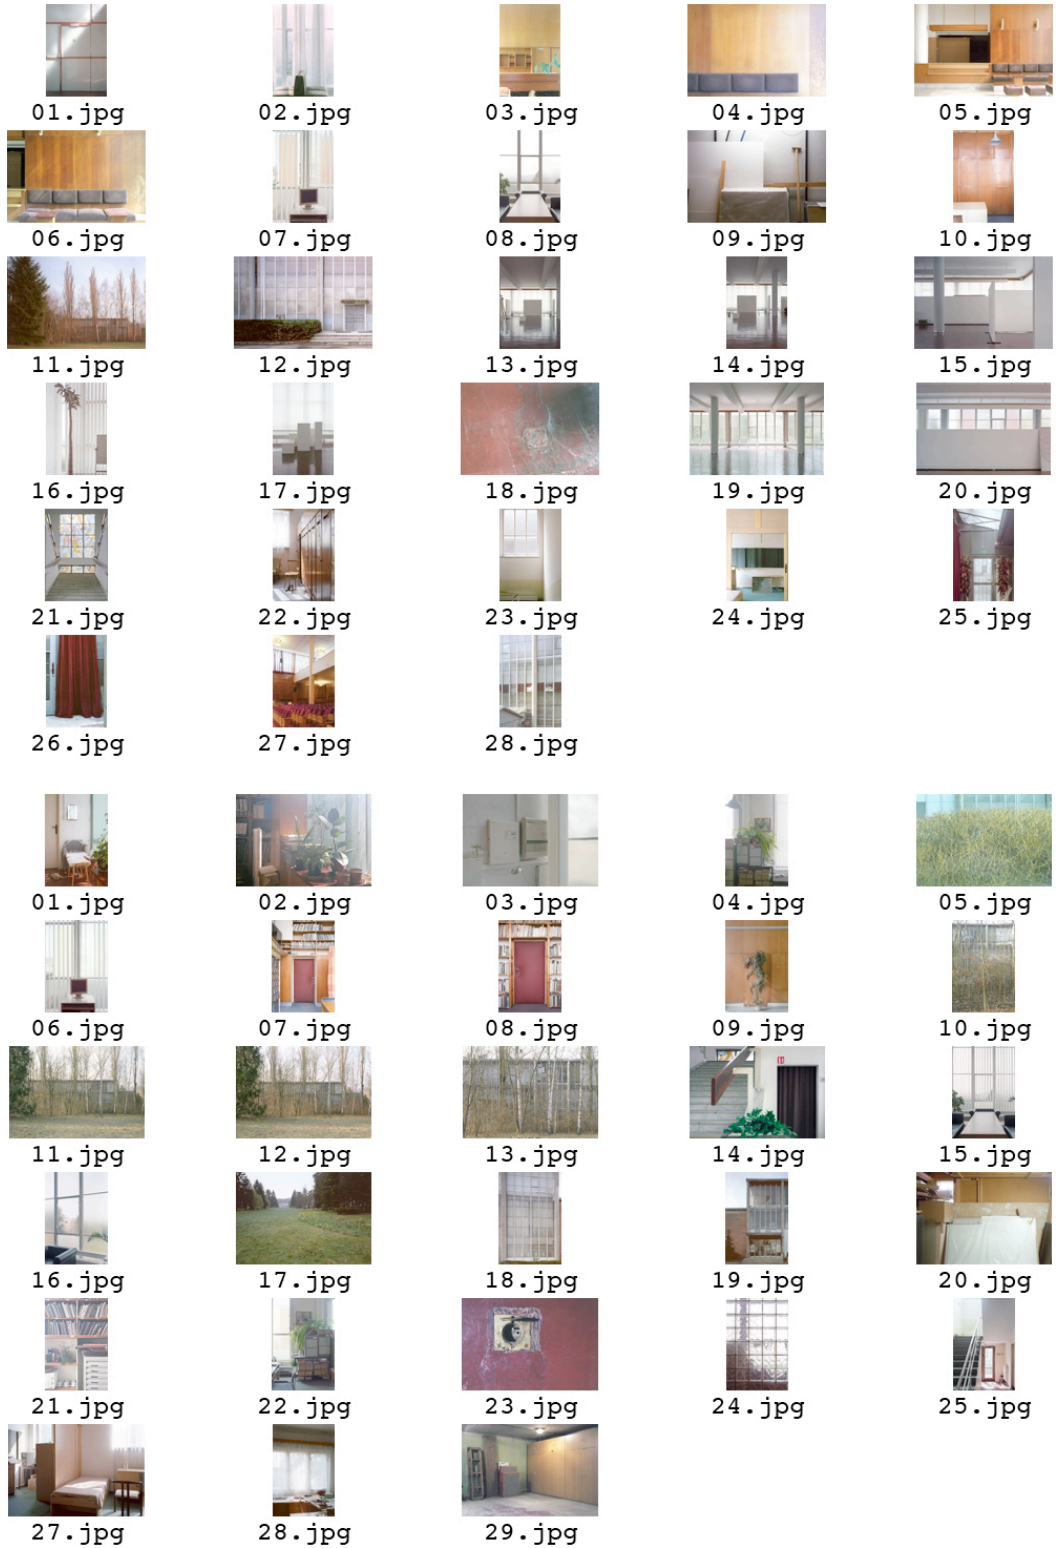 01.jpg 02.jpg 03.jpg 04.jpg 05.jpg
06.jpg 07.jpg 08.jpg 09.jpg 10.jpg
11.jpg 12.jpg 13.jpg 14.jpg 15.jpg
16.jpg 17.jpg 18.jpg 19.jpg 20.jpg
21.jpg 22.jpg 23.jpg 24.jpg 25.jpg
26.jpg 27.jpg 28.jpg
01.jpg 02.jpg 03.jpg 04.jpg 05.jpg
06.jpg 07.jpg 08.jpg 09.jpg 10.jpg
11.jpg 12.jpg 13.jpg 14.jpg 15.jpg
16.jpg 17.jpg 18.jpg 19.jpg 20.jpg
21.jpg 22.jpg 23.jpg 24.jpg 25.jpg
27.jpg 28.jpg 29.jpg